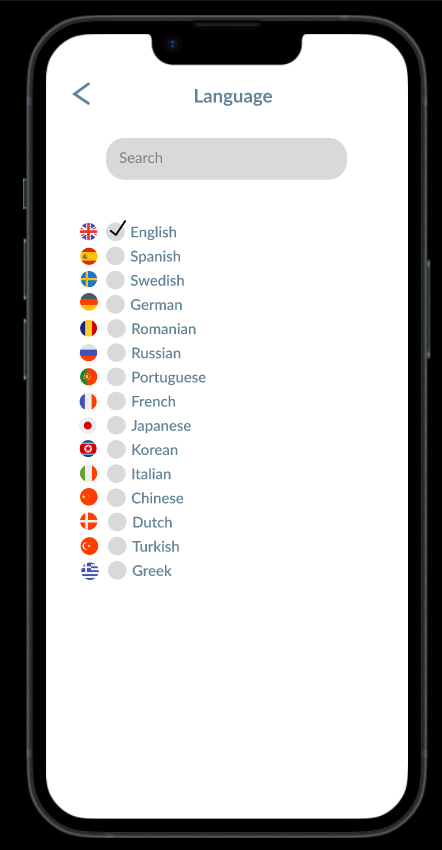 Language
Search
English
Spanish
Swedish
German
Romanian
Russian
Portuguese
French
Japanese
Korean
Italian
Chinese
Dutch
Turkish
Greek